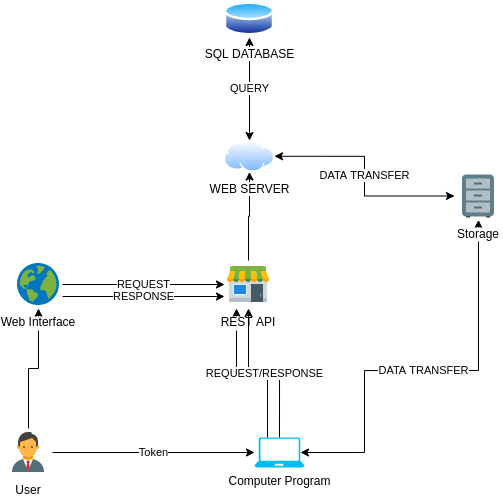 SQL DATABASE
QUERY
DATA TRANSFER
WEB SERVER
Storage
REQUEST
RESPONSE
Web Interface
REST API
REQUEST/RESPONSE
DATA TRANSFER
Token
Computer Program
User